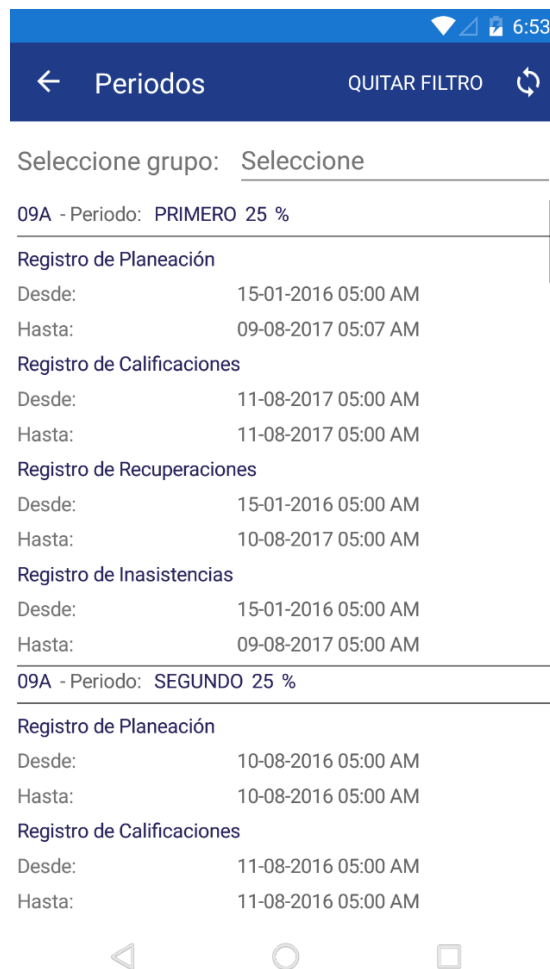 6:53
Periodos QUITAR FILTRO
Seleccione grupo: Seleccione
09A - Periodo: PRIMERO 25 %
Registro de Planeación
Desde: 15-01-2016 05:00 AM
Hasta: 09-08-2017 05:07 AM
Registro de Calificaciones
Desde: 11-08-2017 05:00 AM
Hasta: 11-08-2017 05:00 AM
Registro de Recuperaciones
Desde: 15-01-2016 05:00 AM
Hasta: 10-08-2017 05:00 AM
Registro de Inasistencias
Desde: 15-01-2016 05:00 AM
Hasta: 09-08-2017 05:00 AM
09A - Periodo: SEGUNDO 25 %
Registro de Planeación
Desde: 10-08-2016 05:00 AM
Hasta: 10-08-2016 05:00 AM
Registro de Calificaciones
Desde: 11-08-2016 05:00 AM
Hasta: 11-08-2016 05:00 AM